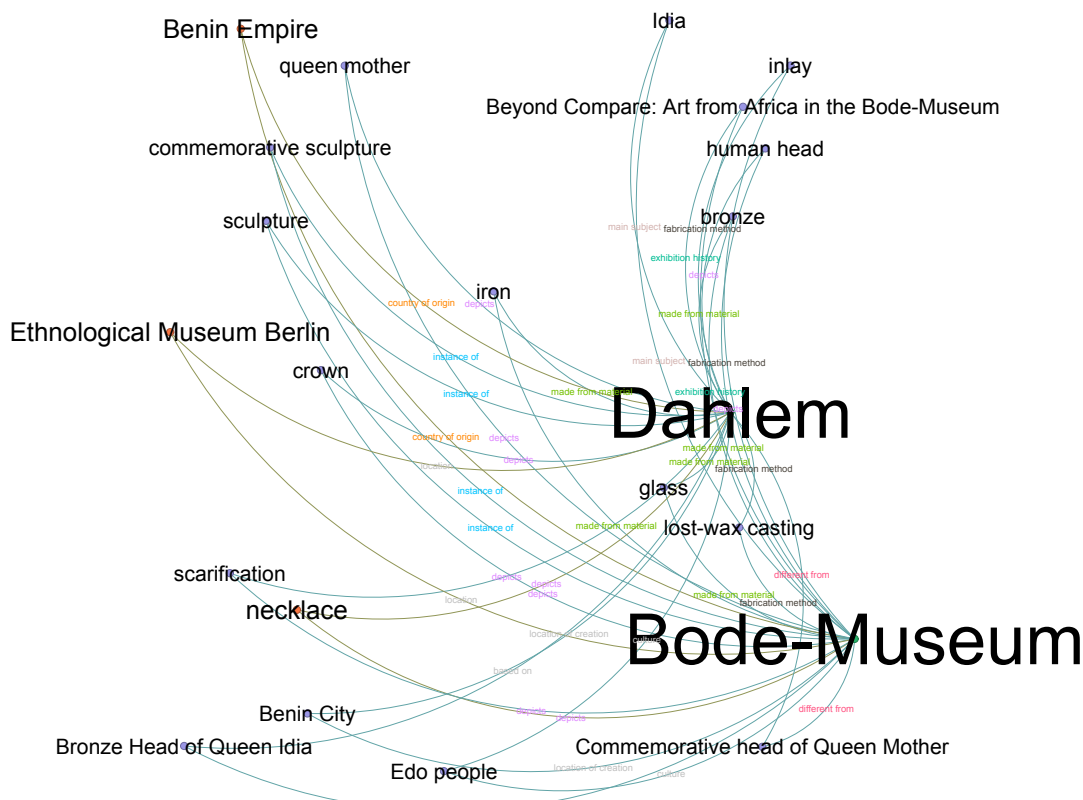 Idia
Benin Empire
queen mother
inlay
Beyond Compare: Art from Africa in the Bode-Museum
commemorative sculpture
human head
sculpture
bronze
main subject
fabrication method
exhibition history
depicts
iron
country of origin
depicts
made from material
Ethnological Museum Berlin
instance of
main subject
fabrication method
crown
instance of
made from material
exhibition history
depicts
Dahlem
country of origin
depicts
made from material
location
depicts
made from material
fabrication method
glass
instance of
instance of
made from material
lost-wax casting
scarification
depicts
different from
depicts
depicts
made from material
location
fabrication method
necklace
location of creation
culture
Bode-Museum
based on
Benin City
depicts
depicts
different from
Bronze Head of Queen Idia
Commemorative head of Queen Mother
Edo people
location of creation
culture